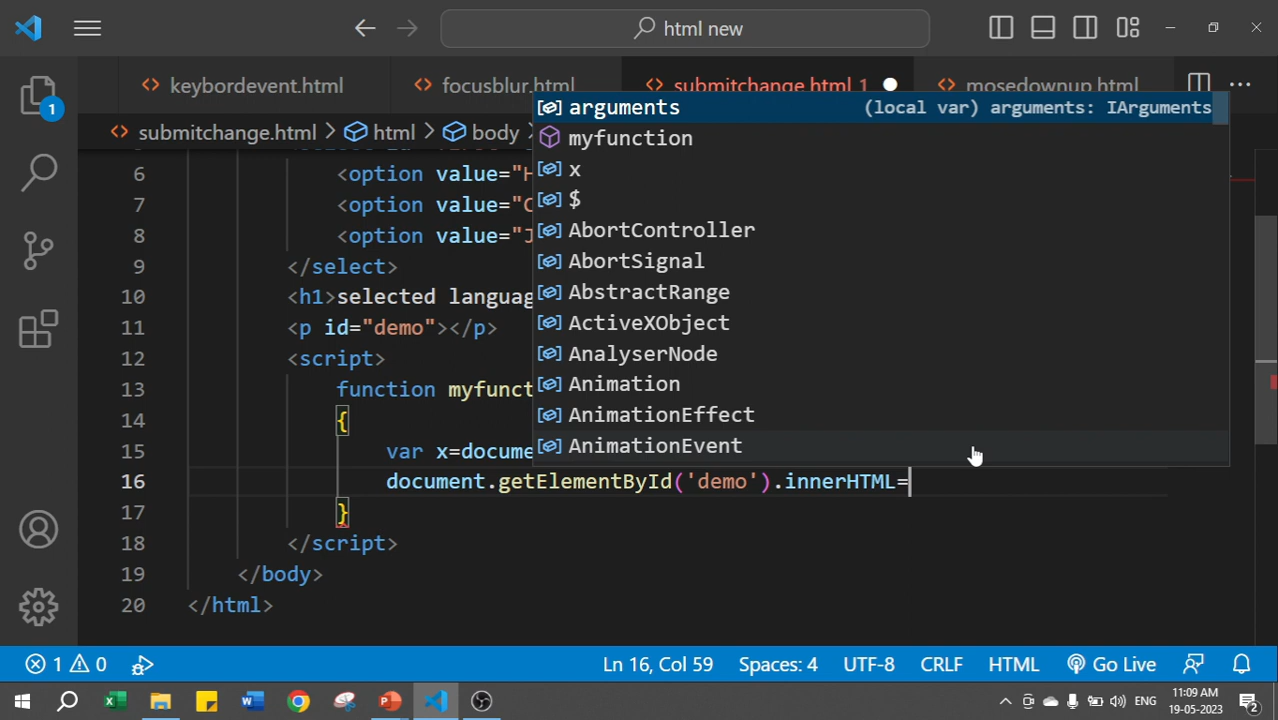 html new
keybordevent.html
focusblur.html
submitchange.html 1
mosedownup.html
1
submitchange.html > html > body >
arguments (local var) arguments: IArguments
myfunction
x
$
AbortController
AbortSignal
AbstractRange
ActiveXObject
AnalyserNode
Animation
AnimationEffect
AnimationEvent
6 <option value="H
7 <option value="
8 <option value="J
9 </select>
10 <h1>selected languag
11 <p id="demo"></p>
12 <script>
13 function myfunct
14 {
15 var x=docume
16 document.getElementById('demo').innerHTML=
17 }
18 </script>
19 </body>
20 </html>
1 0
Ln 16, Col 59 Spaces: 4 UTF-8 CRLF HTML Go Live
ENG
11:09 AM
19-05-2023
2